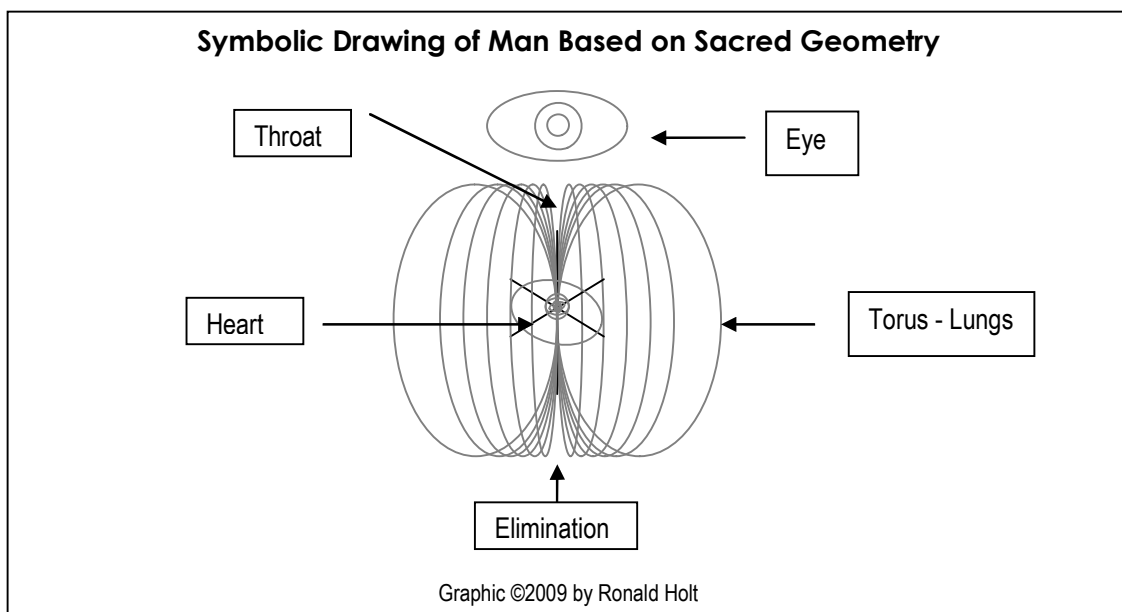 Symbolic Drawing of Man Based on Sacred Geometry
Throat
Eye
Heart
Torus - Lungs
Elimination
Graphic ©2009 by Ronald Holt